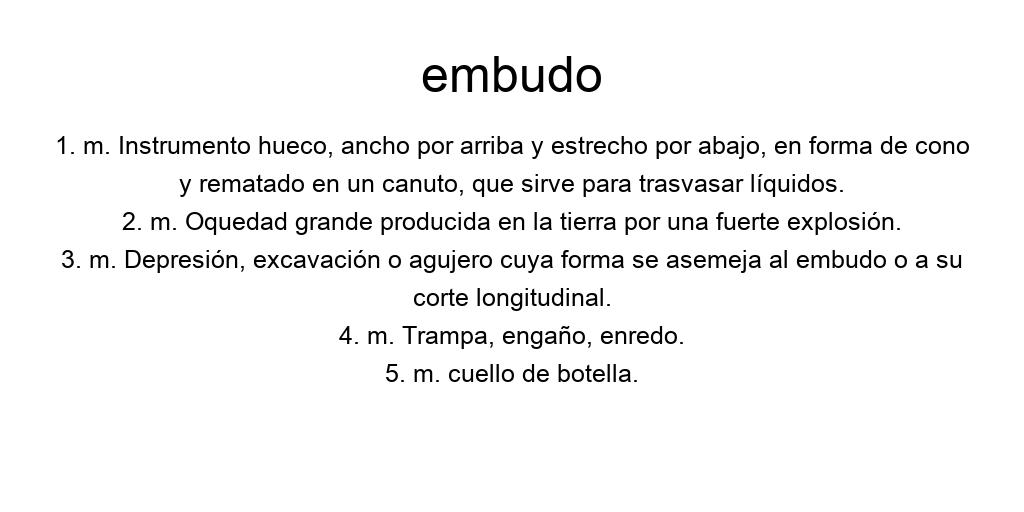 embudo
1. m. Instrumento hueco, ancho por arriba y estrecho por abajo, en forma de cono
y rematado en un canuto, que sirve para trasvasar líquidos.
2. m. Oquedad grande producida en la tierra por una fuerte explosión.
3. m. Depresión, excavación o agujero cuya forma se asemeja al embudo o a su
corte longitudinal.
4. m. Trampa, engaño, enredo.
5. m. cuello de botella.